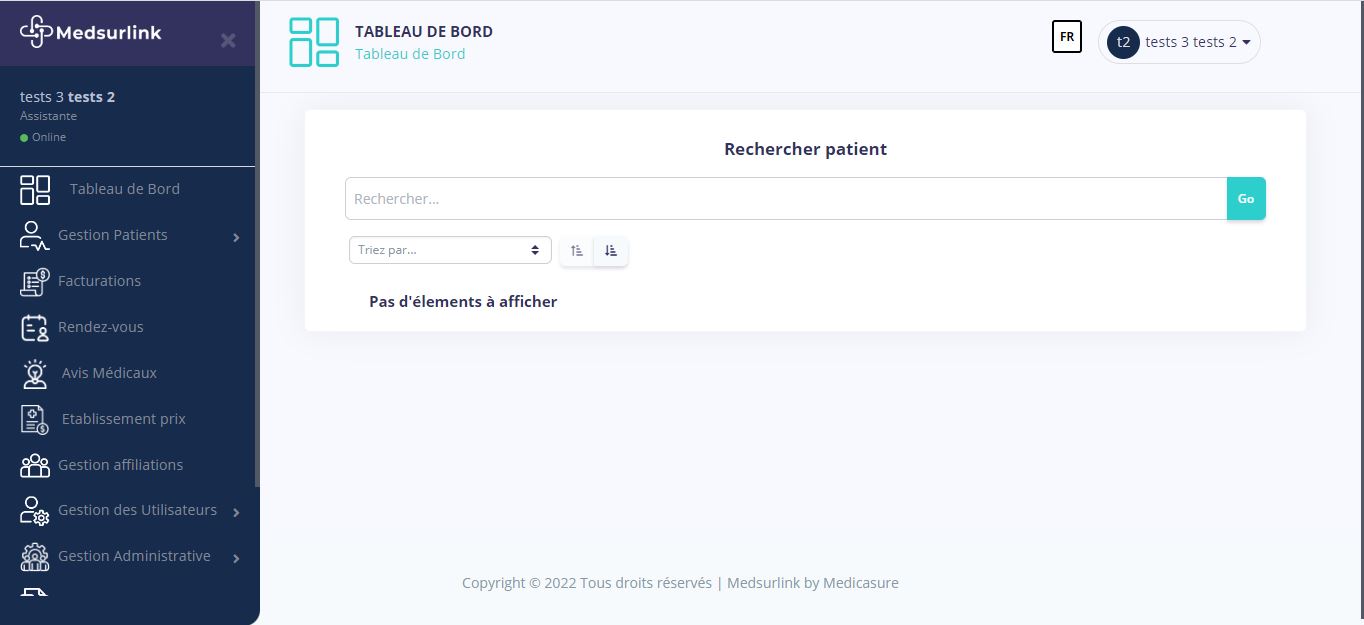 Medsurlink
tests 3 tests 2
Assistante
Online
Tableau de Bord
Gestion Patients
Facturations
Rendez-vous
Avis Médicaux
Etablissement prix
Gestion affiliations
Gestion des Utilisateurs
Gestion Administrative
TABLEAU DE BORD
Tableau de Bord
FR
t2 tests 3 tests 2
Rechercher patient
Rechercher...
Go
Triez par...
Pas d'élements à afficher
Copyright © 2022 Tous droits réservés | Medsurlink by Medicasure